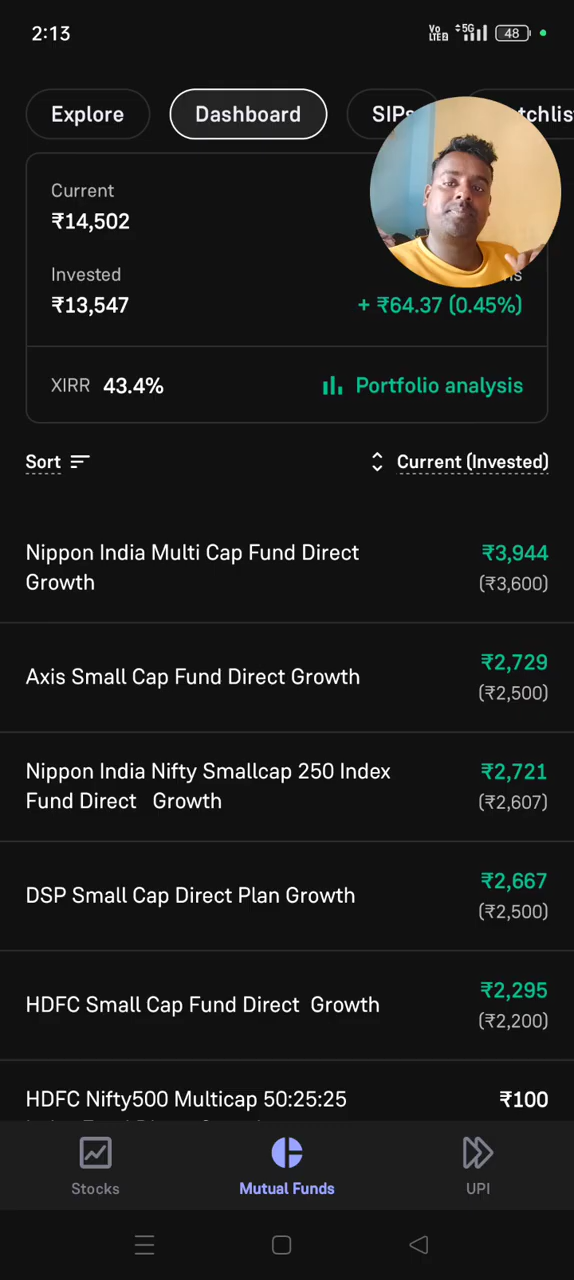 2:13
Vo
LTE2
5G
48
Explore
Dashboard
SIPs
tchlis
Current
₹14,502
Invested
₹13,547
+ ₹64.37 (0.45%)
XIRR 43.4%
Portfolio analysis
Sort
Current (Invested)
Nippon India Multi Cap Fund Direct
Growth
₹3,944
(₹3,600)
Axis Small Cap Fund Direct Growth
₹2,729
(₹2,500)
Nippon India Nifty Smallcap 250 Index
Fund Direct Growth
₹2,721
(₹2,607)
DSP Small Cap Direct Plan Growth
₹2,667
(₹2,500)
HDFC Small Cap Fund Direct Growth
₹2,295
(₹2,200)
HDFC Nifty500 Multicap 50:25:25
₹100
Stocks
Mutual Funds
UPI